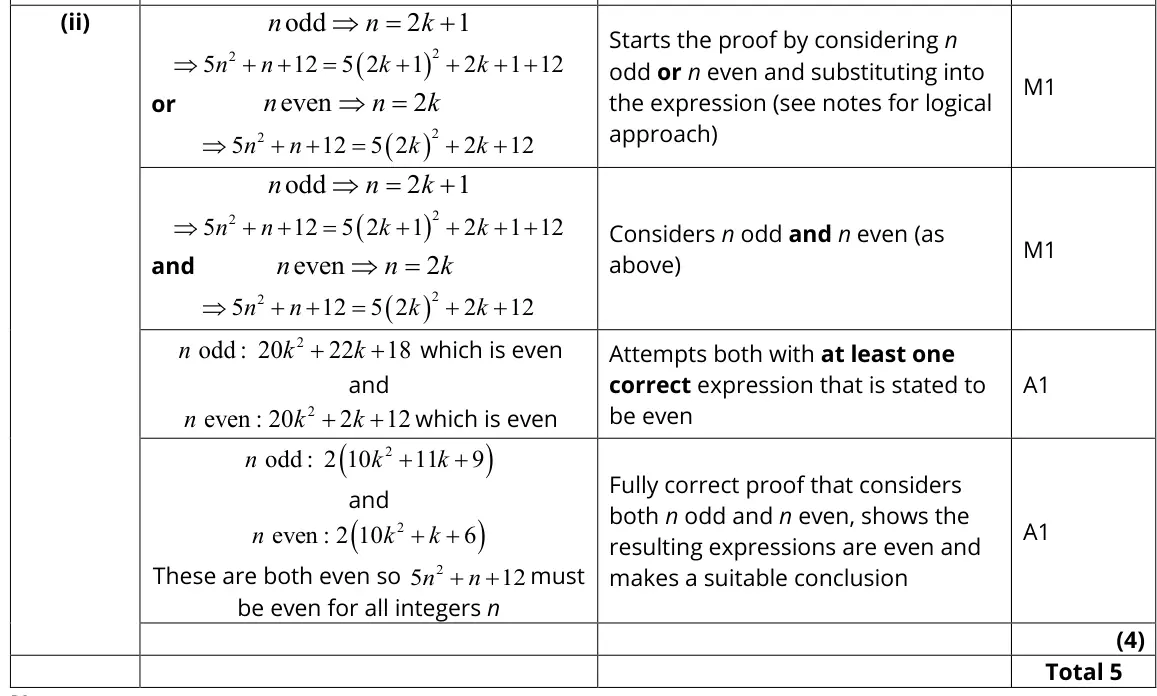 (ii)
n odd ⇒ n = 2k + 1
⇒ 5n² + n + 12 = 5(2k + 1)² + 2k + 1 + 12
or n even ⇒ n = 2k
⇒ 5n² + n + 12 = 5(2k)² + 2k + 12
Starts the proof by considering n
odd or n even and substituting into
the expression (see notes for logical
approach)
M1
n odd ⇒ n = 2k + 1
⇒ 5n² + n + 12 = 5(2k + 1)² + 2k + 1 + 12
and n even ⇒ n = 2k
⇒ 5n² + n + 12 = 5(2k)² + 2k + 12
Considers n odd and n even (as
above)
M1
n odd : 20k² + 22k + 18 which is even
and
n even : 20k² + 2k + 12 which is even
Attempts both with at least one
correct expression that is stated to
be even
A1
n odd : 2(10k² + 11k + 9)
and
n even : 2(10k² + k + 6)
These are both even so 5n² + n + 12 must
be even for all integers n
Fully correct proof that considers
both n odd and n even, shows the
resulting expressions are even and
makes a suitable conclusion
A1
(4)
Total 5